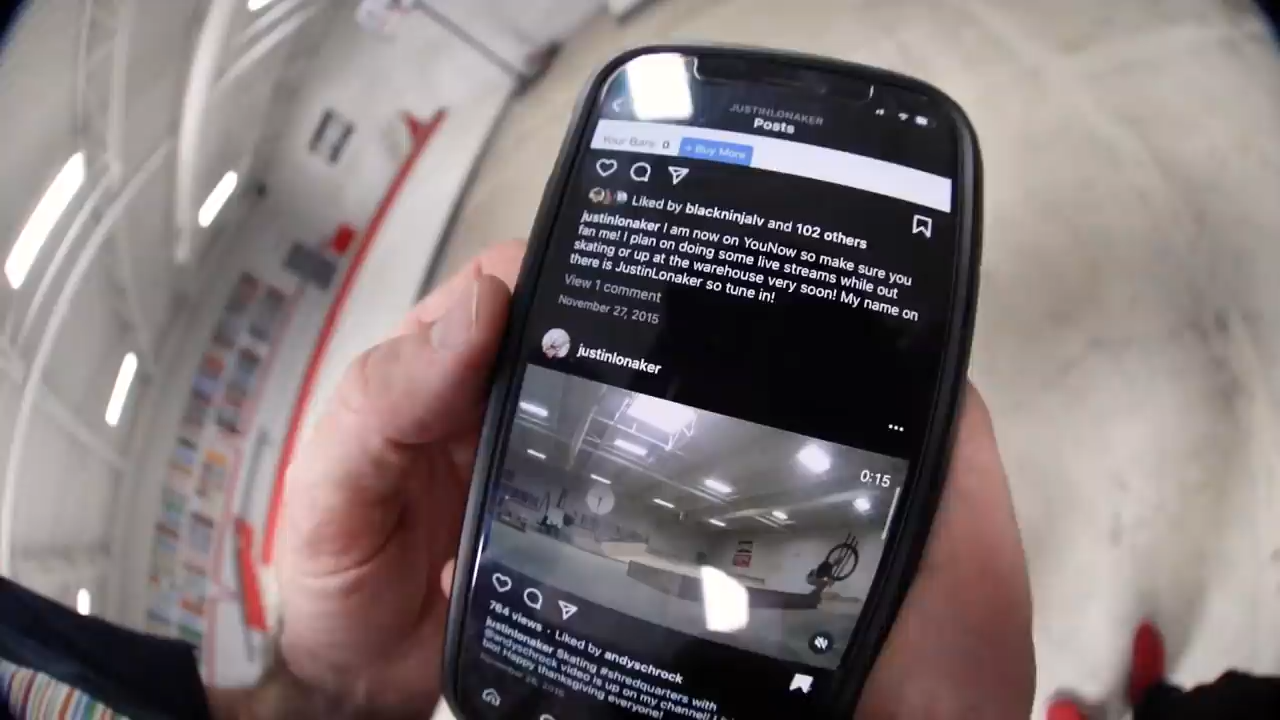 JUSTINLONAKER
Posts
Your Bars: 0 + Buy More
Liked by blackninjalv and 102 others
justinlonaker I am now on YouNow so make sure you
fan me! I plan on doing some live streams while out
skating or up at the warehouse very soon! My name on
there is JustinLonaker so tune in!
View 1 comment
November 27, 2015
justinlonaker
0:15
764 views · Liked by andyschrock
justinlonaker Skating #shredquarters with
@andyschrock video is up on my channel!
bio! Happy thanksgiving everyone!
November 26, 2015